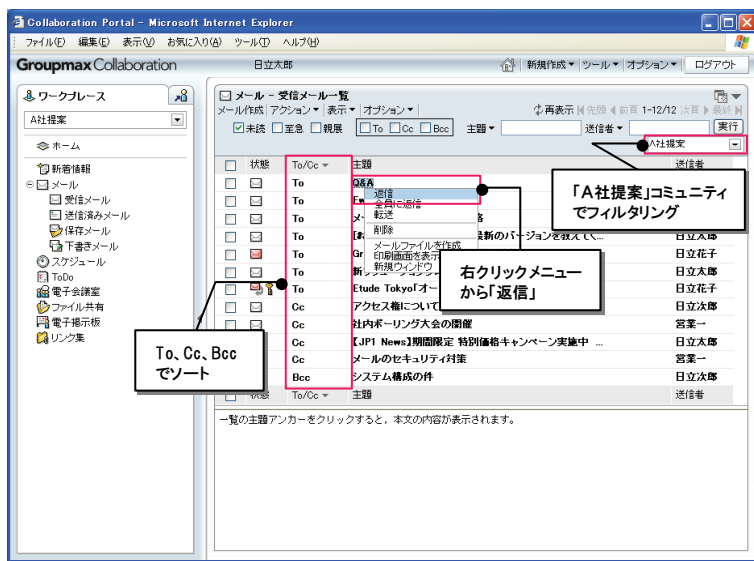 Collaboration Portal - Microsoft Internet Explorer
ファイル(F) 編集(E) 表示(V) お気に入り(A) ツール(T) ヘルプ(H)
Groupmax Collaboration 日立太郎 新規作成 ツール オプション ログアウト
ワークプレース
A社提案
ホーム
新着情報
メール
受信メール
送信済みメール
保存メール
下書きメール
スケジュール
ToDo
電子会議室
ファイル共有
電子掲示板
リンク集
メール - 受信メール一覧
メール作成 アクション 表示 オプション 再表示 先頭 前頁 1-12/12 次頁 最終
未読 至急 親展 To Cc Bcc 主題 送信者 実行
A社提案
状態 To/Cc 主題 送信者
To Q&A
To
To
To 最新のバージョンを教えてく... 日立太郎
To Gr 日立花子
To 日立太郎
To Etude Tokyo「オー 日立花子
Cc アクセス権について 日立次郎
Cc 社内ボーリング大会の開催 営業一
Cc 【JP1 News】期間限定 特別価格キャンペーン実施中 ... 日立太郎
Cc メールのセキュリティ対策 営業一
Bcc システム構成の件 日立次郎
状態 To/Cc 主題 送信者
返信
全員に返信
転送
削除
メールファイルを作成
印刷画面を表示
新規ウィンドウ
一覧の主題アンカーをクリックすると，本文の内容が表示されます。
「A社提案」コミュニティ
でフィルタリング
右クリックメニュー
から「返信」
To、Cc、Bcc
でソート